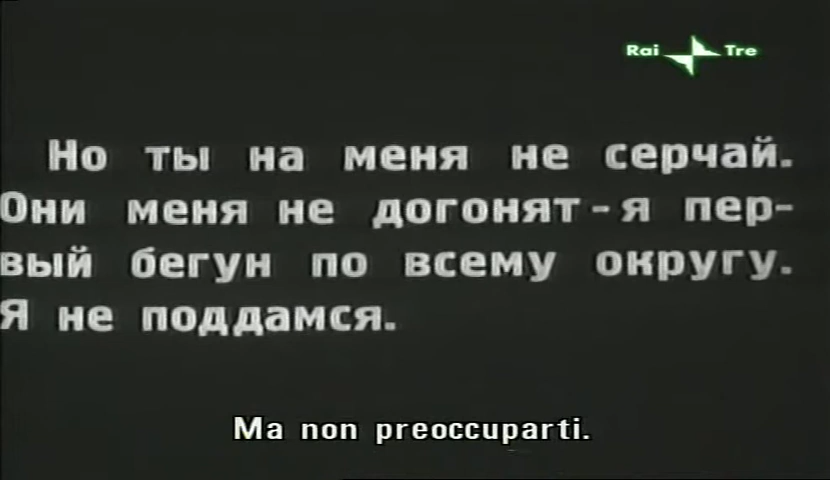 Rai Tre
Но ты на меня не серчай.
Они меня не догонят - я пер-
вый бегун по всему округу.
Я не поддамся.
Ma non preoccuparti.